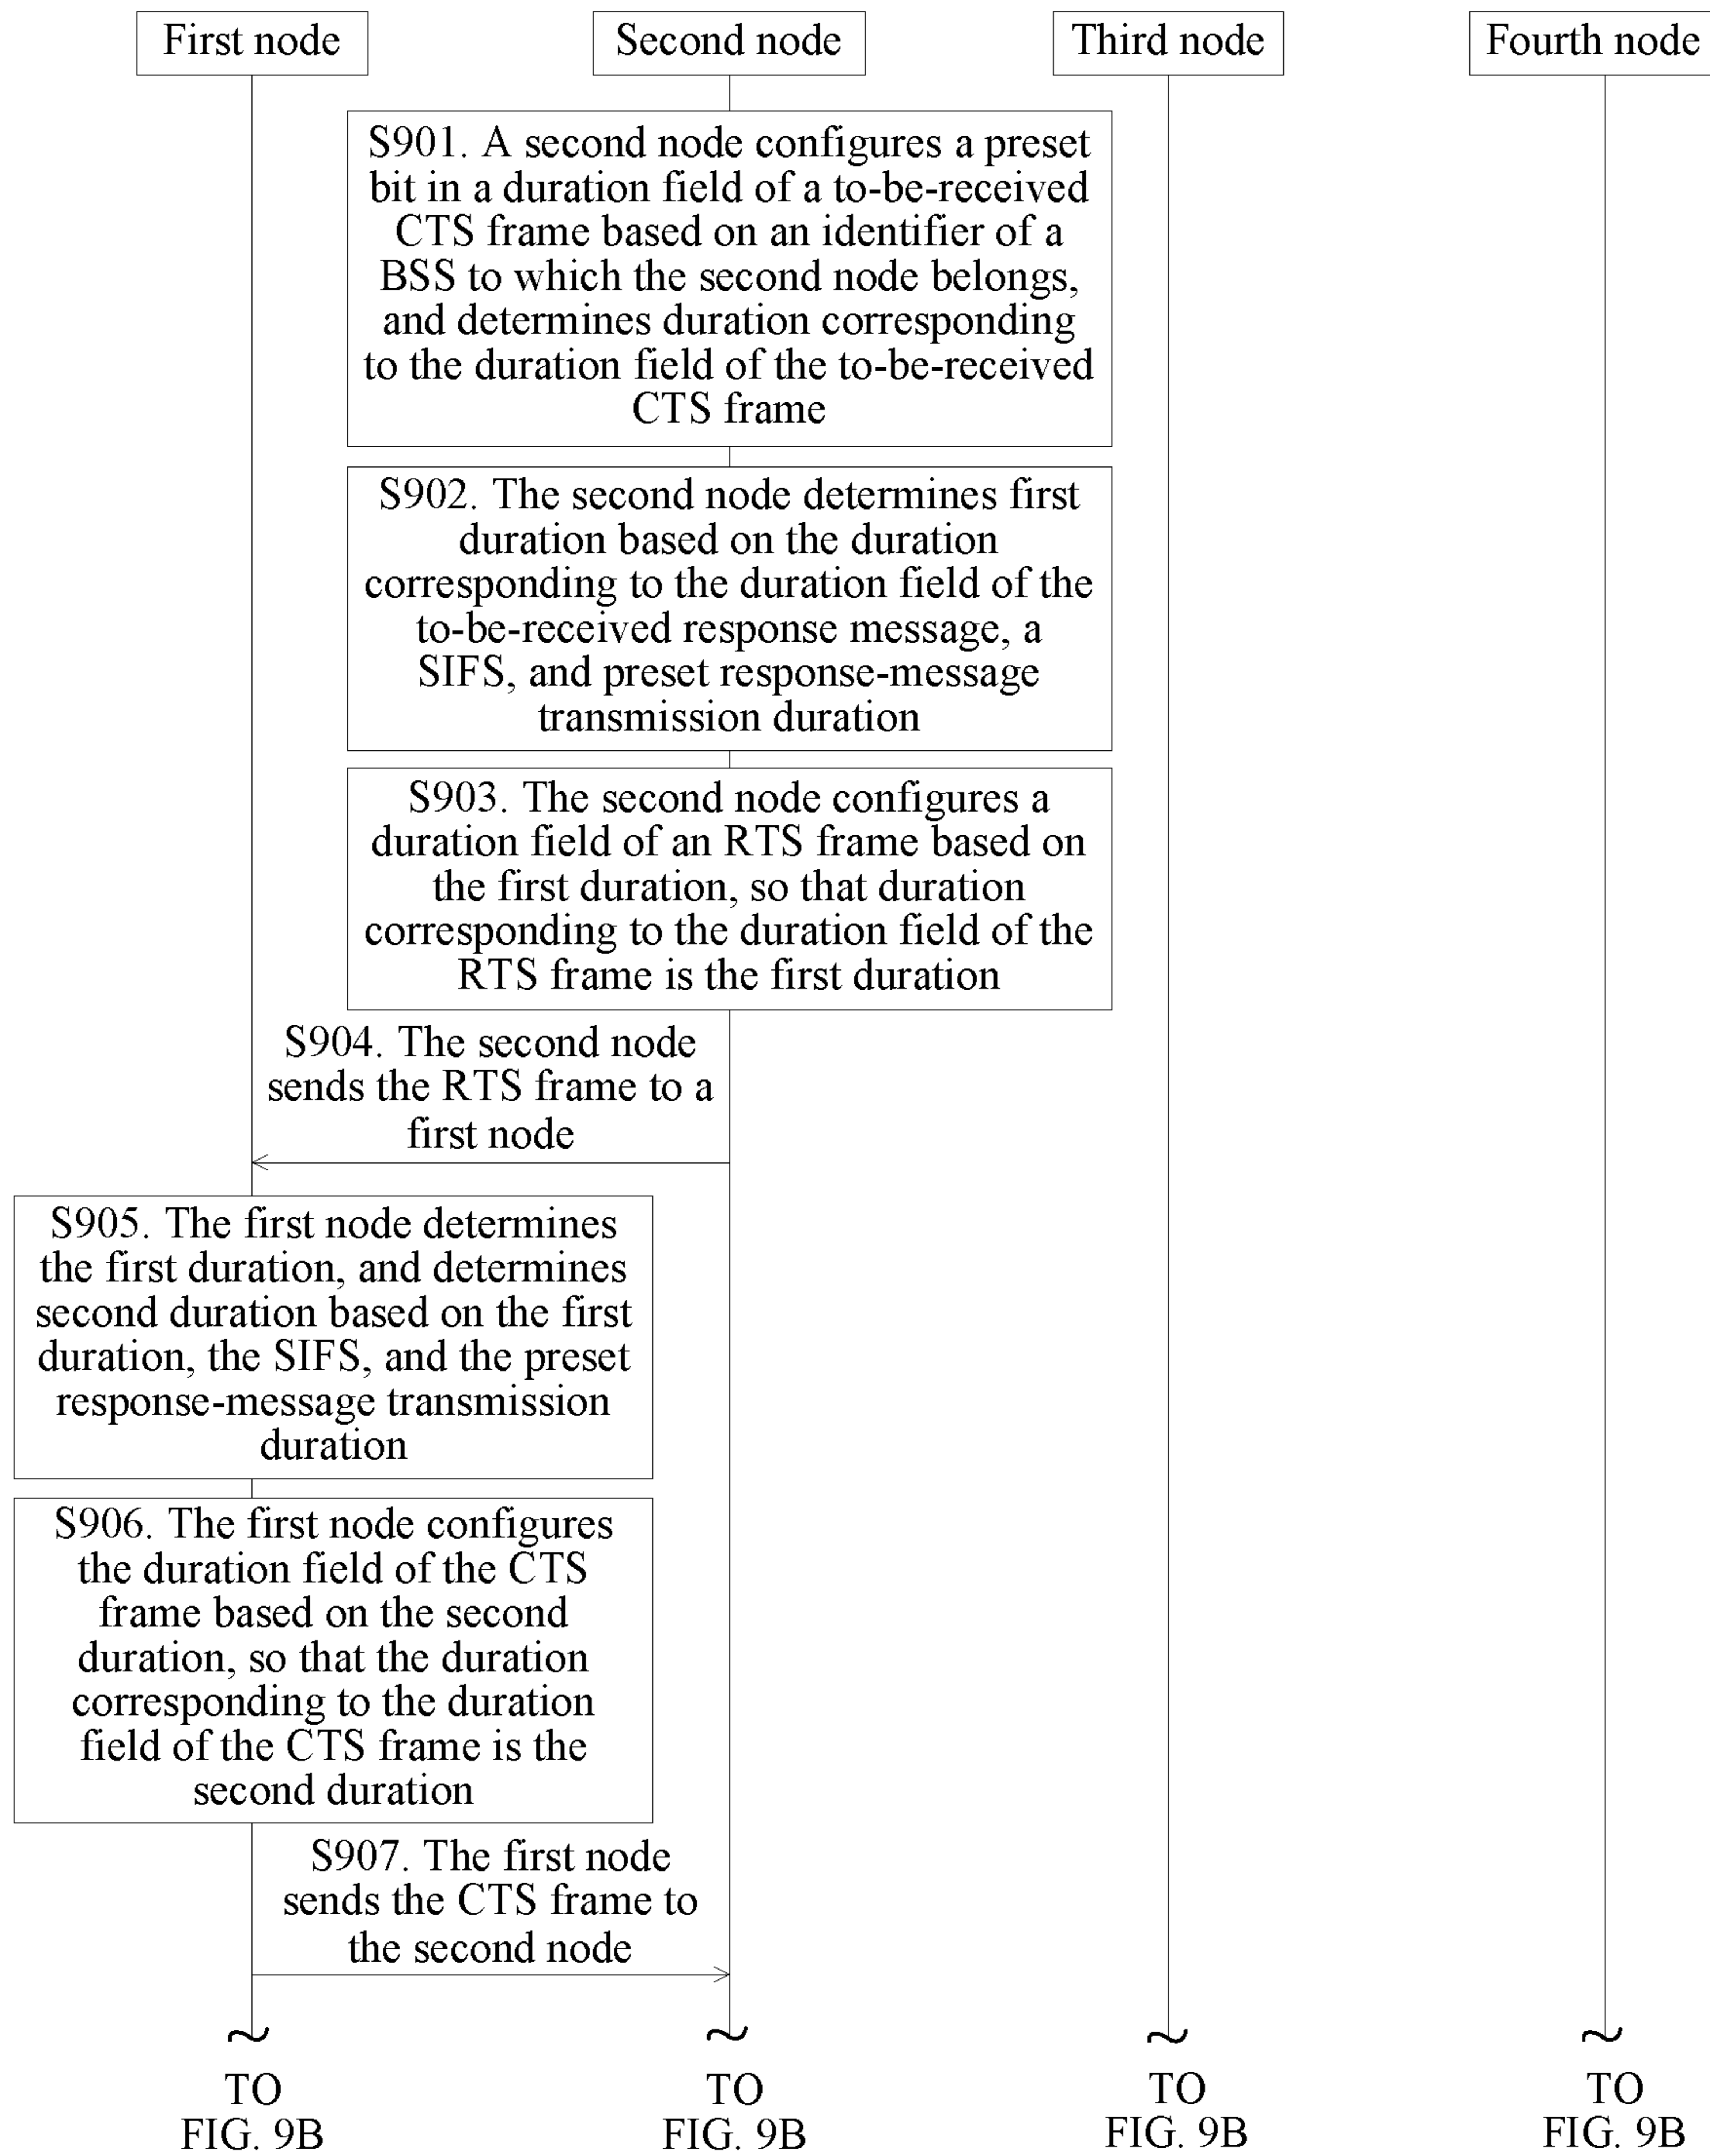 First node
Second node
Third node
Fourth node
S901. A second node configures a preset
bit in a duration field of a to-be-received
CTS frame based on an identifier of a
BSS to which the second node belongs,
and determines duration corresponding
to the duration field of the to-be-received
CTS frame
S902. The second node determines first
duration based on the duration
corresponding to the duration field of the
to-be-received response message, a
SIFS, and preset response-message
transmission duration
S903. The second node configures a
duration field of an RTS frame based on
the first duration, so that duration
corresponding to the duration field of the
RTS frame is the first duration
S904. The second node
sends the RTS frame to a
first node
S905. The first node determines
the first duration, and determines
second duration based on the first
duration, the SIFS, and the preset
response-message transmission
duration
S906. The first node configures
the duration field of the CTS
frame based on the second
duration, so that the duration
corresponding to the duration
field of the CTS frame is the
second duration
S907. The first node
sends the CTS frame to
the second node
TO
FIG. 9B
TO
FIG. 9B
TO
FIG. 9B
TO
FIG. 9B